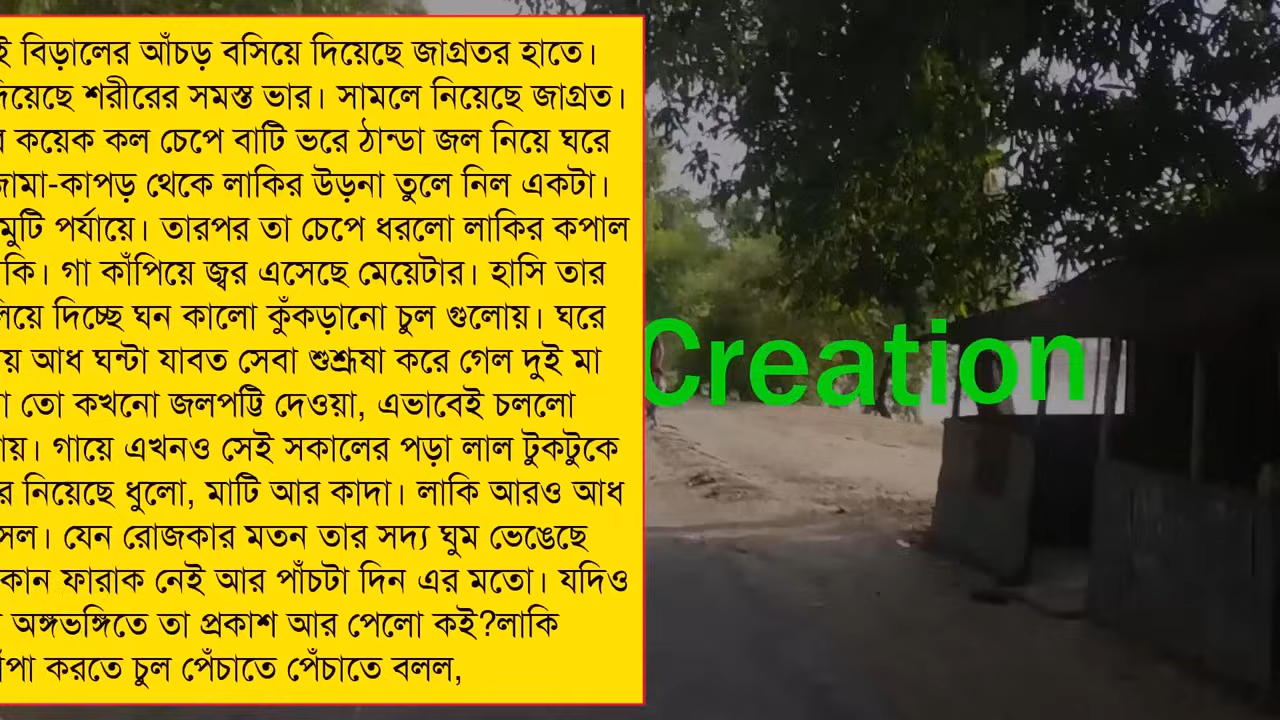 বিড়ালের আঁচড় বসিয়ে দিয়েছে জাগ্রতর হাতে।
শরীরের সমস্ত ভার। সামলে নিয়েছে জাগ্রত।
কয়েক কল চেপে বাটি ভরে ঠান্ডা জল নিয়ে ঘরে
জামা-কাপড় থেকে লাকির উড়না তুলে নিল একটা।
মুটি পর্যায়ে। তারপর তা চেপে ধরলো লাকির কপাল
গা কাঁপিয়ে জ্বর এসেছে মেয়েটার। হাসি তার
দিচ্ছে ঘন কালো কুঁকড়ানো চুল গুলোয়। ঘরে
আধ ঘন্টা যাবত সেবা শুশ্রূষা করে গেল দুই মা
তো কখনো জলপট্টি দেওয়া, এভাবেই চললো
গায়ে এখনও সেই সকালের পড়া লাল টুকটুকে
নিয়েছে ধুলো, মাটি আর কাদা। লাকি আরও আধ
যেন রোজকার মতন তার সদ্য ঘুম ভেঙেছে
ফারাক নেই আর পাঁচটা দিন এর মতো। যদিও
অঙ্গভঙ্গিতে তা প্রকাশ আর পেলো কই?লাকি
করতে চুল পেঁচাতে পেঁচাতে বলল,
Creation